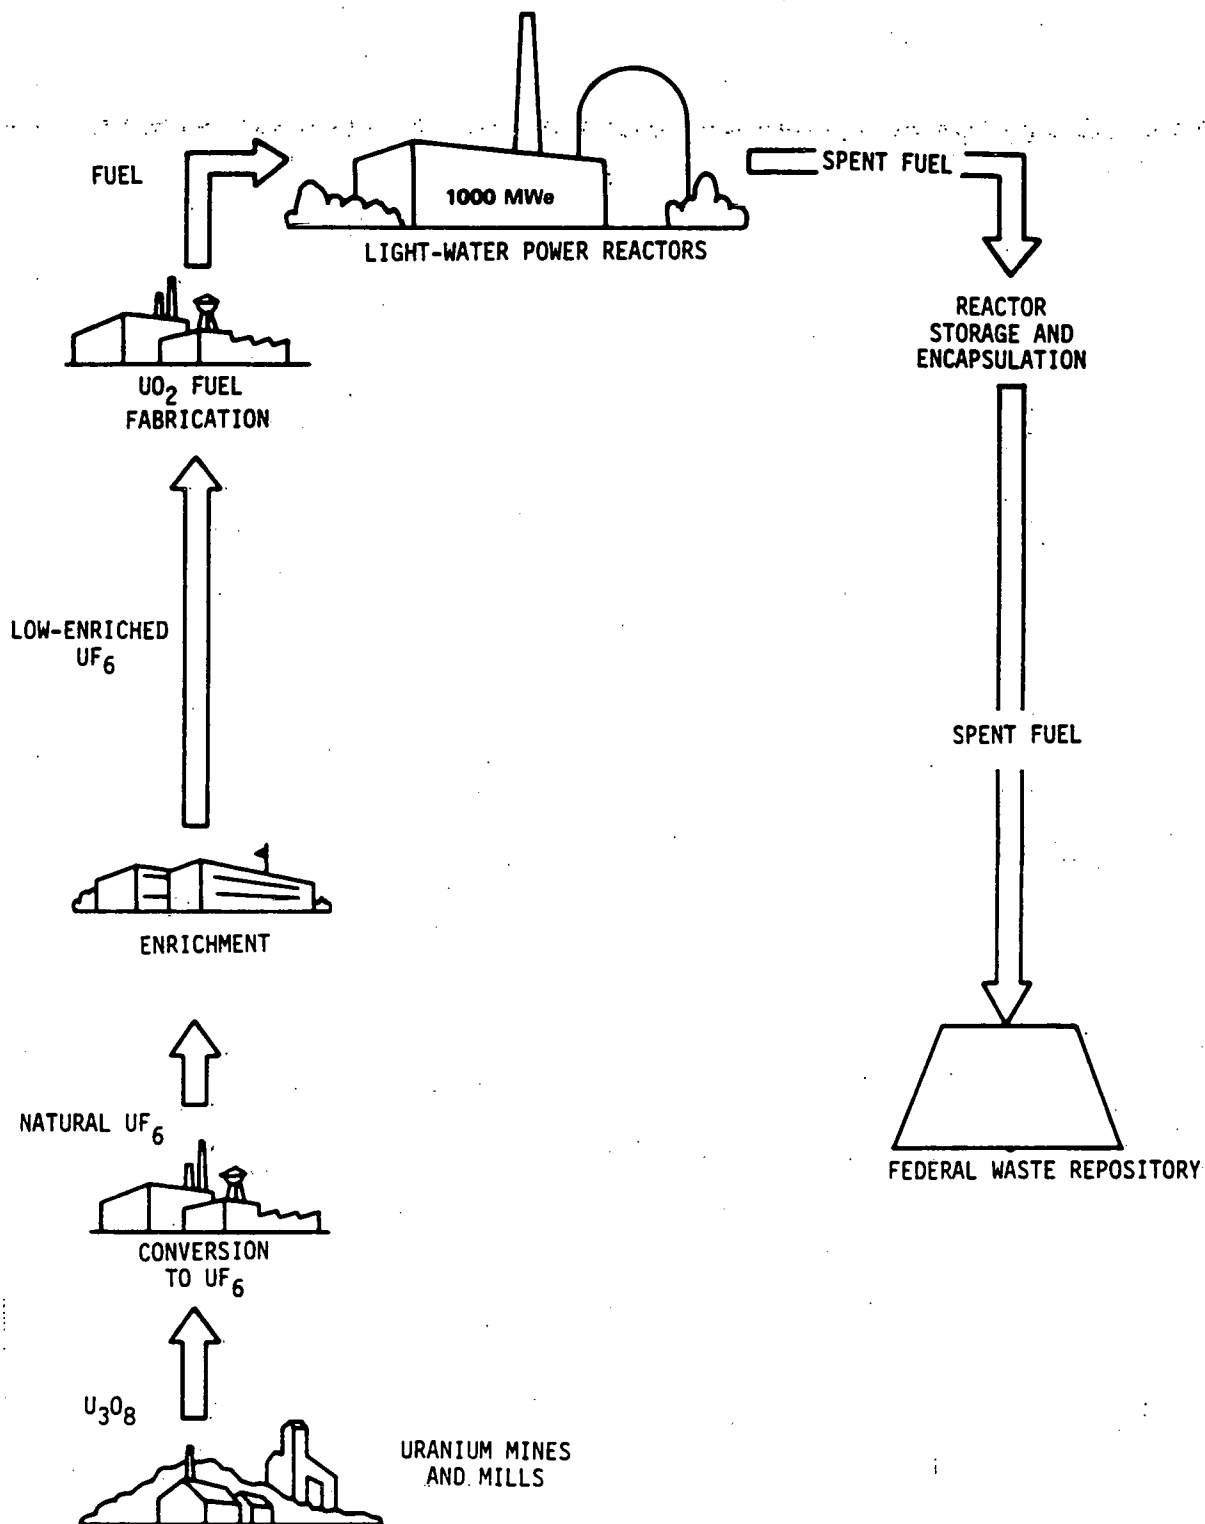 FUEL
1000 MWe
SPENT FUEL
LIGHT-WATER POWER REACTORS
REACTOR
STORAGE AND
ENCAPSULATION
UO2 FUEL
FABRICATION
LOW-ENRICHED
UF6
SPENT FUEL
ENRICHMENT
NATURAL UF6
FEDERAL WASTE REPOSITORY
CONVERSION
TO UF6
U3O8
URANIUM MINES
AND MILLS